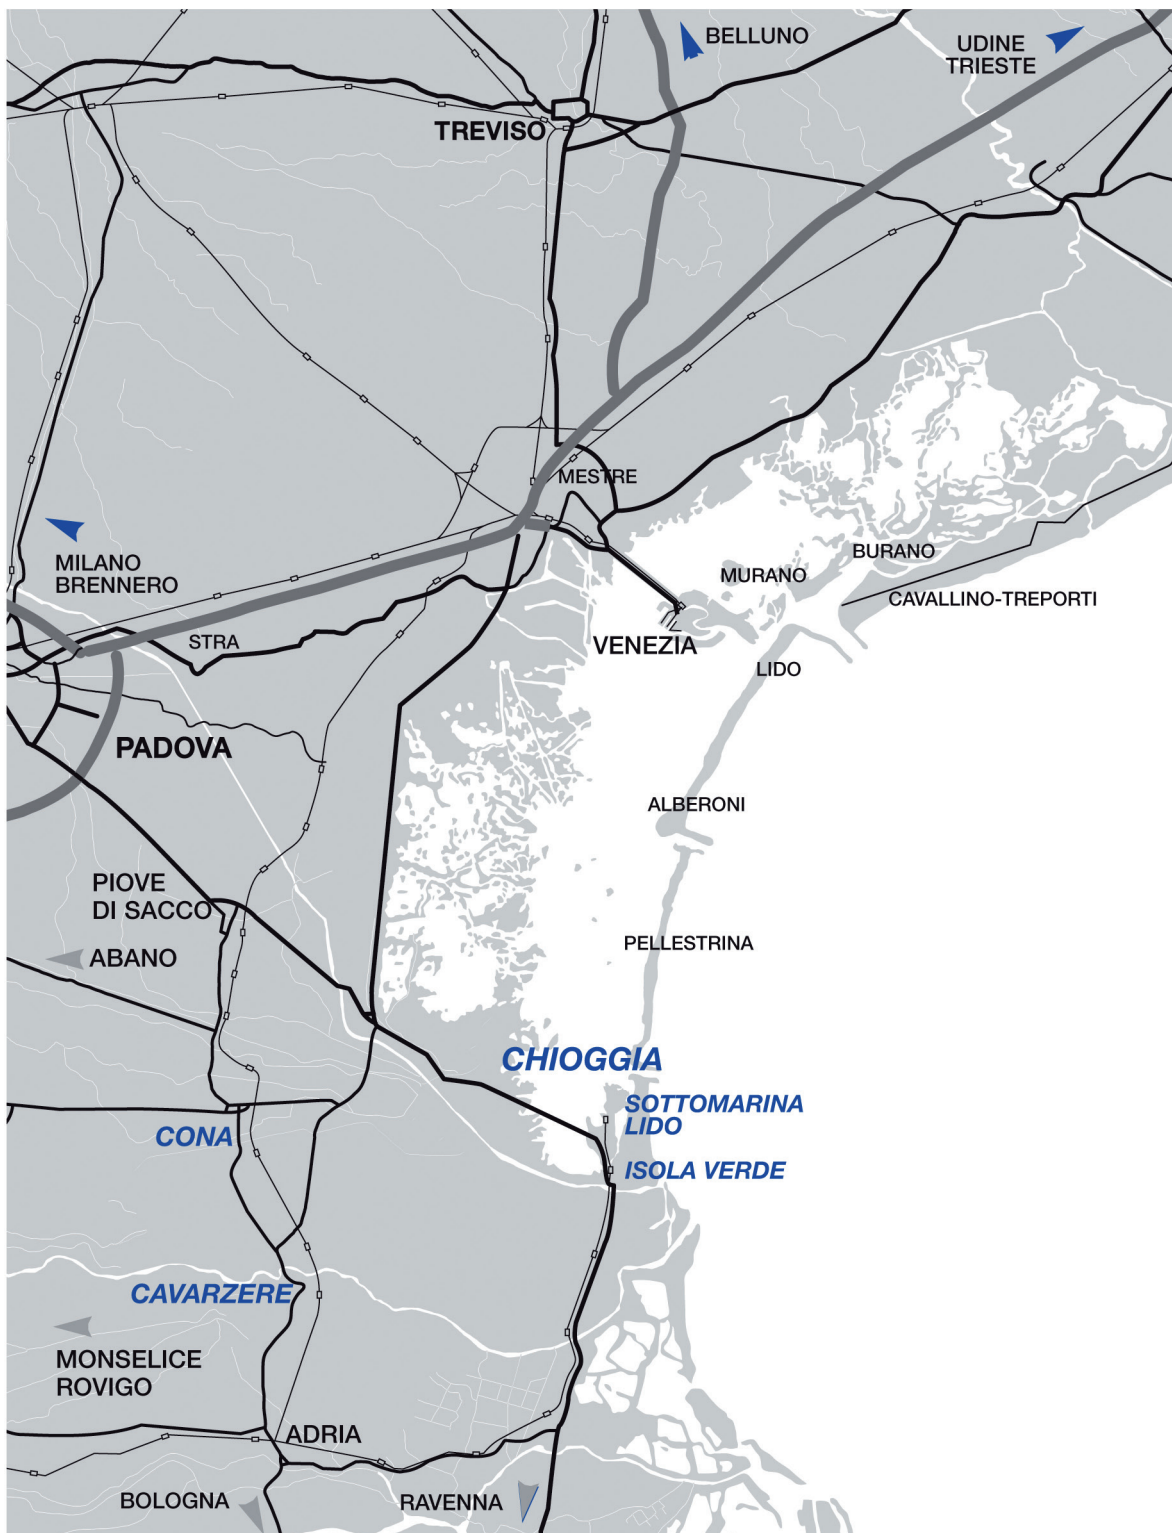 BELLUNO
UDINE
TRIESTE
TREVISO
MESTRE
MILANO
BRENNERO
BURANO
MURANO
CAVALLINO-TREPORTI
STRA
VENEZIA
LIDO
PADOVA
ALBERONI
PIOVE
DI SACCO
PELLESTRINA
ABANO
CHIOGGIA
SOTTOMARINA
LIDO
CONA
ISOLA VERDE
CAVARZERE
MONSELICE
ROVIGO
ADRIA
BOLOGNA
RAVENNA